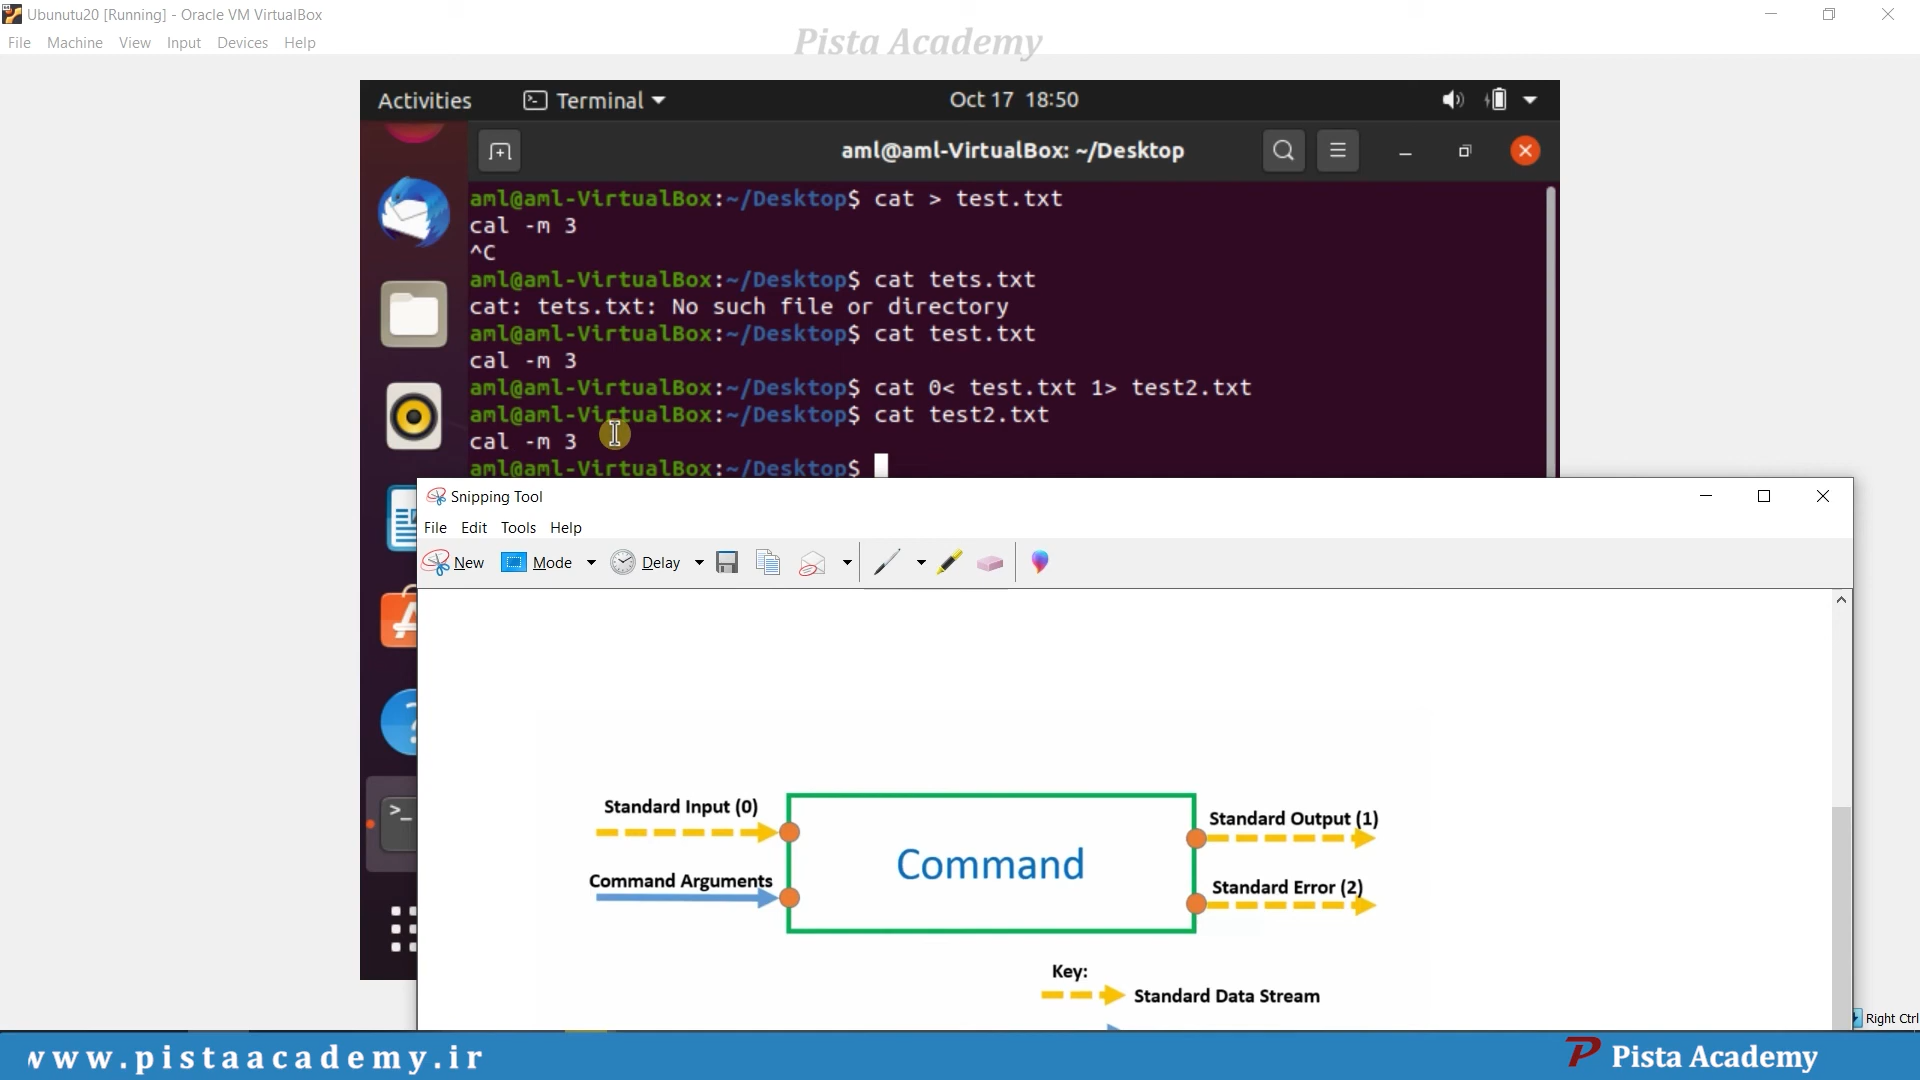 Ubunutu20 [Running] - Oracle VM VirtualBox
File Machine View Input Devices Help
Pista Academy
Activities Terminal Oct 17 18:50
aml@aml-VirtualBox: ~/Desktop
aml@aml-VirtualBox:~/Desktop$ cat > test.txt
cal -m 3
^C
aml@aml-VirtualBox:~/Desktop$ cat tets.txt
cat: tets.txt: No such file or directory
aml@aml-VirtualBox:~/Desktop$ cat test.txt
cal -m 3
aml@aml-VirtualBox:~/Desktop$ cat 0< test.txt 1> test2.txt
aml@aml-VirtualBox:~/Desktop$ cat test2.txt
cal -m 3
aml@aml-VirtualBox:~/Desktop$
Snipping Tool
File Edit Tools Help
New Mode Delay
Standard Input (0)
Command Arguments
Command
Standard Output (1)
Standard Error (2)
Key:
Standard Data Stream
Right Ctrl
www.pistaacademy.ir
Pista Academy